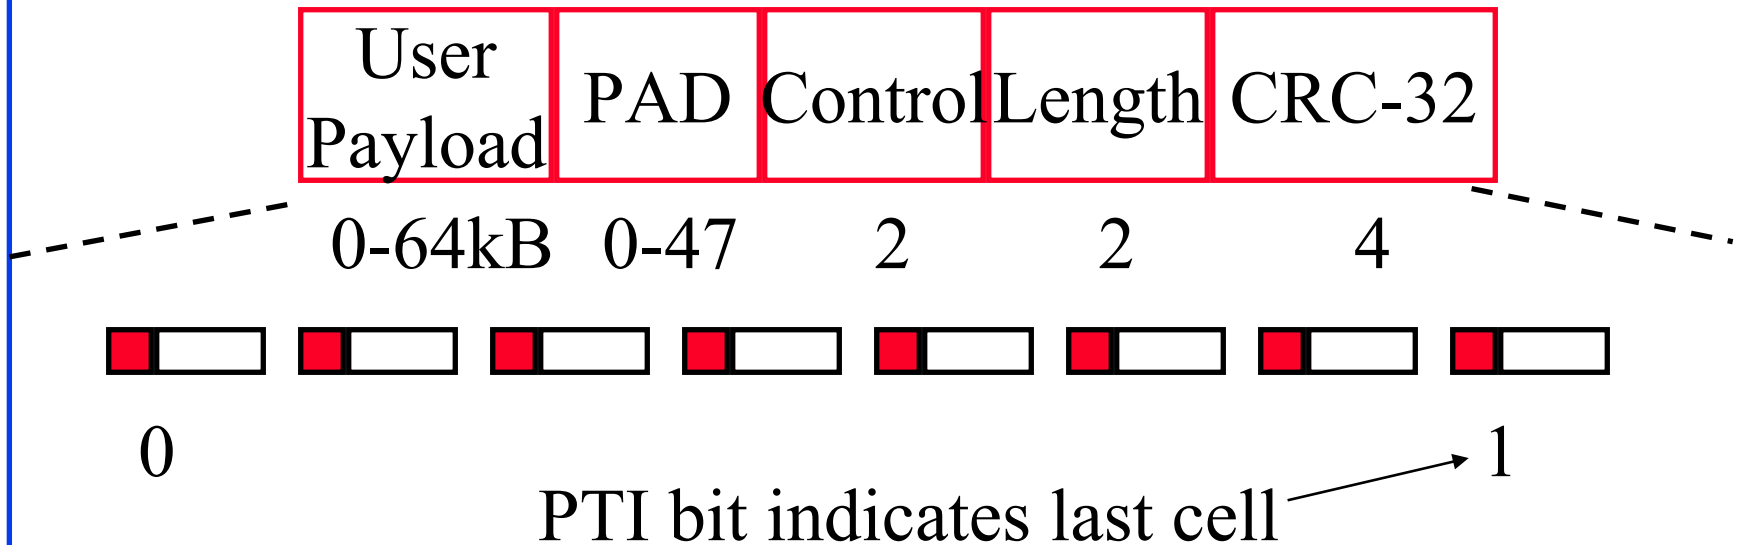 User Payload PAD Control Length CRC-32
0-64kB 0-47 2 2 4
0 1
PTI bit indicates last cell